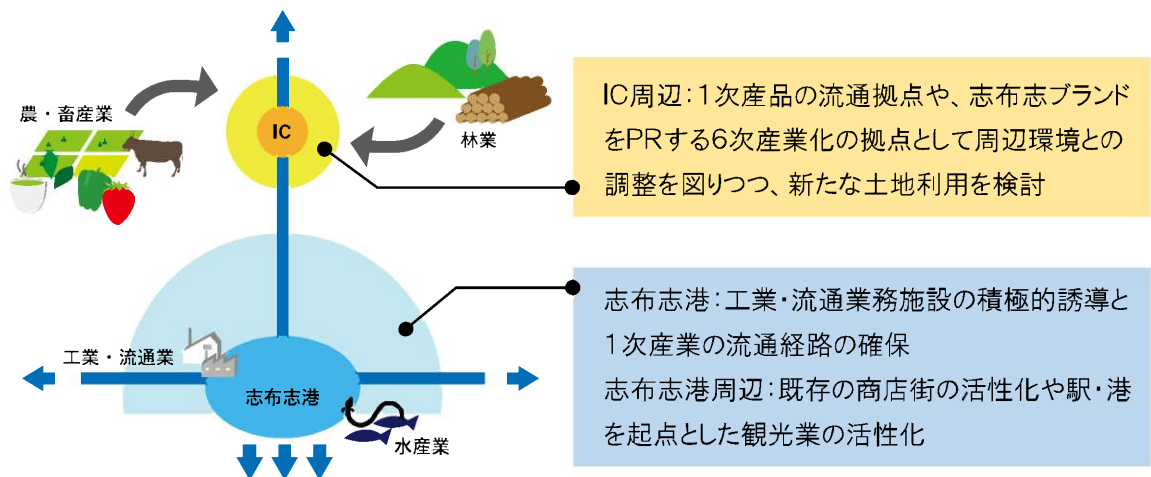 農・畜産業
IC
林業
IC周辺：１次産品の流通拠点や、志布志ブランド
をPRする６次産業化の拠点として周辺環境との
調整を図りつつ、新たな土地利用を検討
工業・流通業
志布志港
水産業
志布志港：工業・流通業務施設の積極的誘導と
１次産業の流通経路の確保
志布志港周辺：既存の商店街の活性化や駅・港
を起点とした観光業の活性化